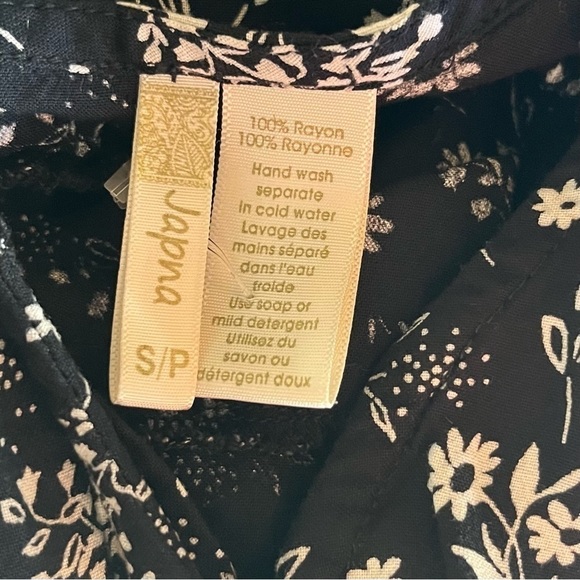 Japna
S/P
100% Rayon
100% Rayonne
Hand wash
separate
In cold water
Lavage des
mains séparé
dans l'eau
froide
Use soap or
mild detergent
Utilisez du
savon ou
détergent doux